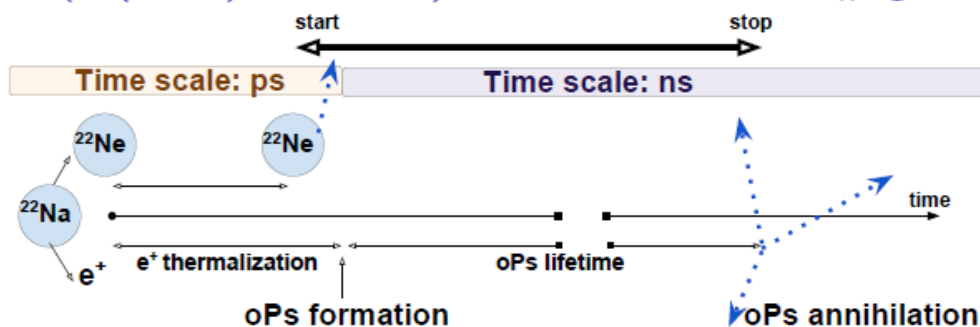 start stop
Time scale: ps Time scale: ns
²²Ne ²²Ne
²²Na time
e⁺ e⁺ thermalization oPs lifetime
oPs formation oPs annihilation